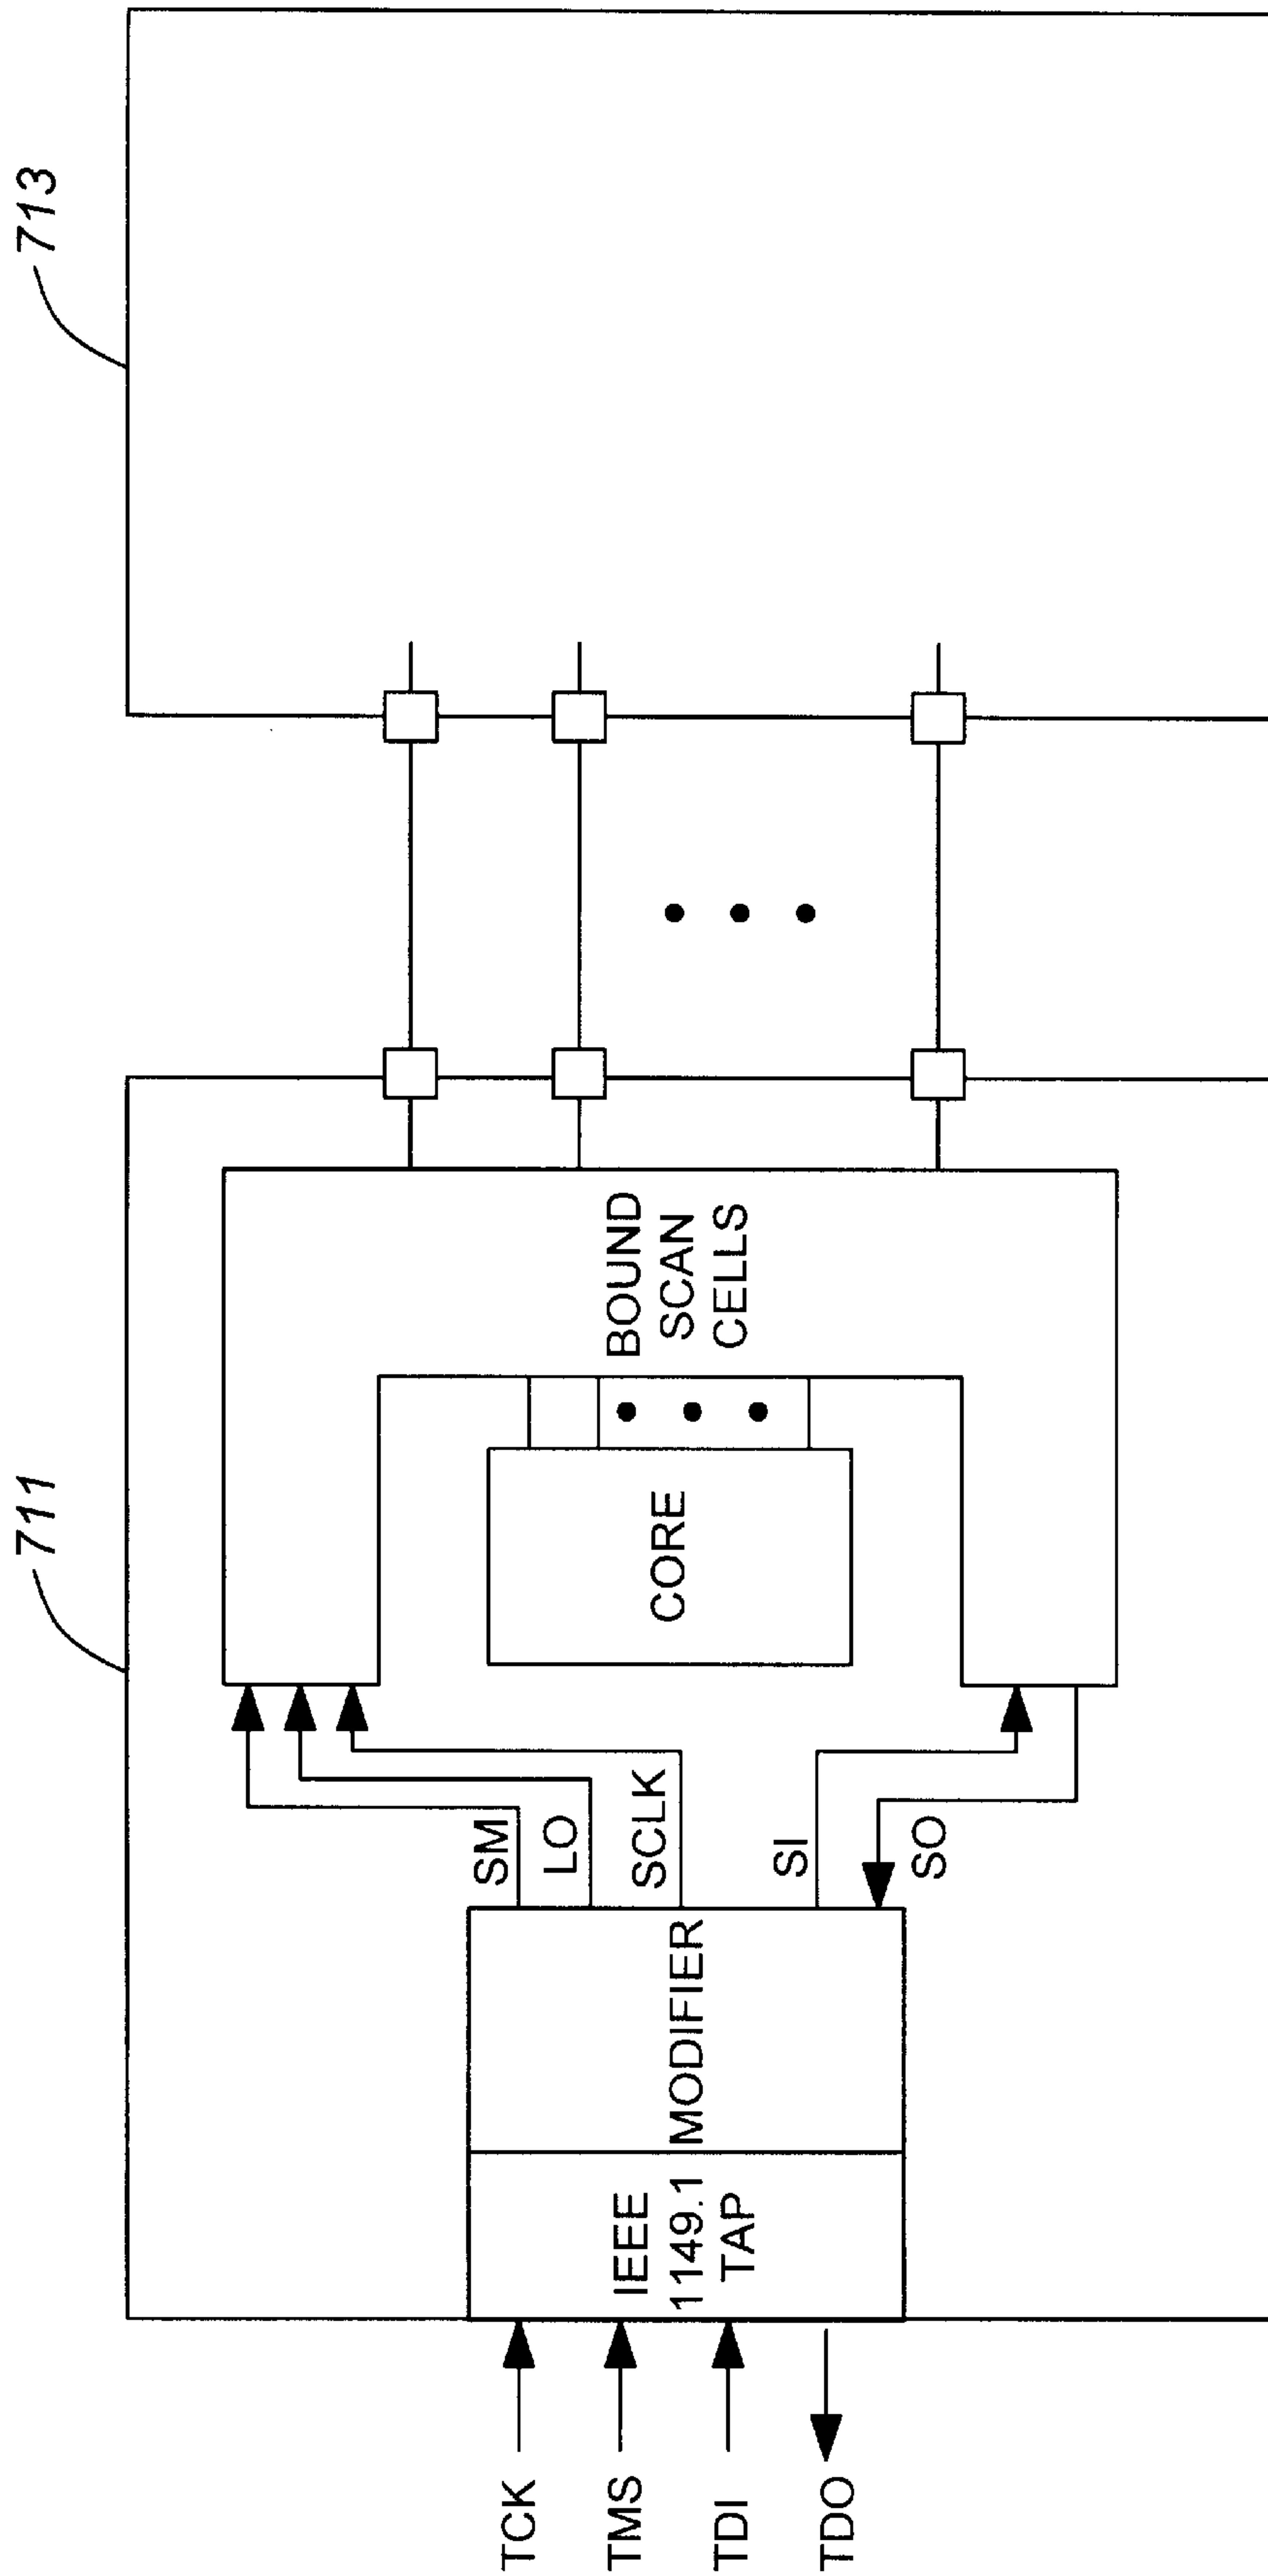 711
713
TCK
TMS
TDI
TDO
IEEE
1149.1
TAP
MODIFIER
SM
LO
SCLK
SI
SO
CORE
BOUND
SCAN
CELLS